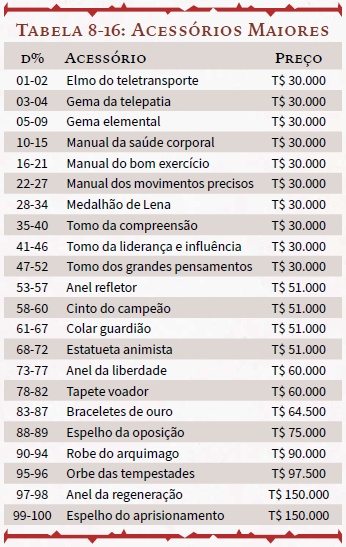 Tabela 8-16: Acessórios Maiores
d% Acessório Preço
01-02 Elmo do teletransporte T$ 30.000
03-04 Gema da telepatia T$ 30.000
05-09 Gema elemental T$ 30.000
10-15 Manual da saúde corporal T$ 30.000
16-21 Manual do bom exercício T$ 30.000
22-27 Manual dos movimentos precisos T$ 30.000
28-34 Medalhão de Lena T$ 30.000
35-40 Tomo da compreensão T$ 30.000
41-46 Tomo da liderança e influência T$ 30.000
47-52 Tomo dos grandes pensamentos T$ 30.000
53-57 Anel refletor T$ 51.000
58-60 Cinto do campeão T$ 51.000
61-67 Colar guardião T$ 51.000
68-72 Estatueta animista T$ 51.000
73-77 Anel da liberdade T$ 60.000
78-82 Tapete voador T$ 60.000
83-87 Braceletes de ouro T$ 64.500
88-89 Espelho da oposição T$ 75.000
90-94 Robe do arquimago T$ 90.000
95-96 Orbe das tempestades T$ 97.500
97-98 Anel da regeneração T$ 150.000
99-100 Espelho do aprisionamento T$ 150.000